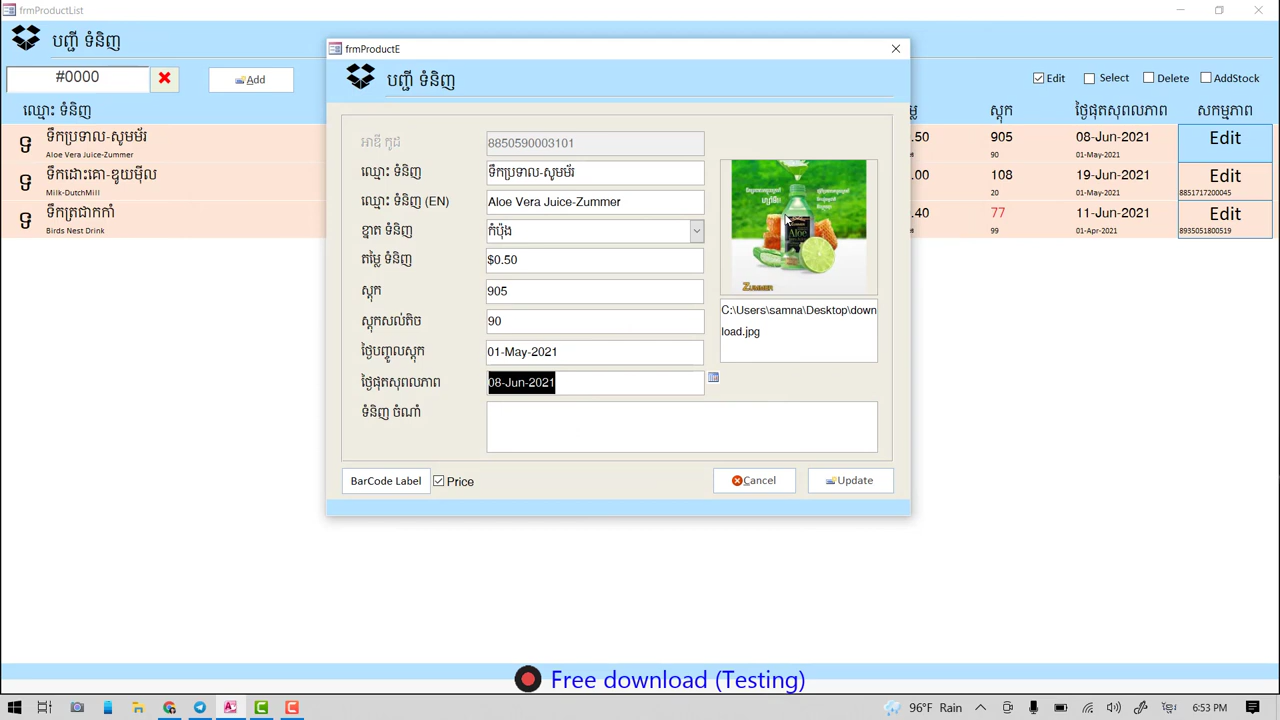 frmProductList
បញ្ជី ទំនិញ
#0000
Add
Edit
Select
Delete
AddStock
ឈ្មោះ ទំនិញ
ស្តុក
ថ្ងៃផុតសុពលភាព
សកម្មភាព
ទ
ទឹកប្រទាល-សូមម័រ
Aloe Vera Juice-Zummer
.50
905
90
08-Jun-2021
01-May-2021
Edit
ទ
ទឹកដោះគោ-ឌួយម៉ីល
Milk-DutchMill
.00
108
20
19-Jun-2021
01-May-2021
Edit
8851717200045
ទ
ទឹកត្រជាកកាំ
Birds Nest Drink
.40
77
99
11-Jun-2021
01-Apr-2021
Edit
8935051800519
frmProductE
បញ្ជី ទំនិញ
អាឌី កូដ
8850590003101
ឈ្មោះ ទំនិញ
ទឹកប្រទាល-សូមម័រ
ឈ្មោះ ទំនិញ (EN)
Aloe Vera Juice-Zummer
ខ្នាត ទំនិញ
កំប៉ុង
តម្លៃ ទំនិញ
$0.50
ស្តុក
905
ស្តុកសល់តិច
90
ថ្ងៃបញ្ចូលស្តុក
01-May-2021
ថ្ងៃផុតសុពលភាព
08-Jun-2021
ទំនិញ ចំណាំ
Aloe
ZUMMER
C:\Users\samna\Desktop\down
load.jpg
BarCode Label
Price
Cancel
Update
Free download (Testing)
96°F Rain
6:53 PM